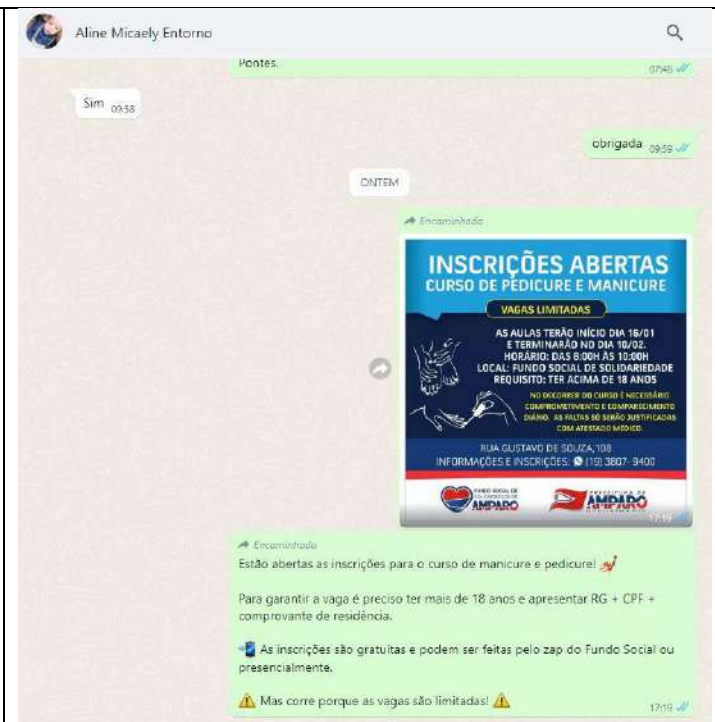 Aline Micaely Entorno
Pontes.
07:46
Sim 09:58
obrigada 09:59
ONTEM
Encaminhada
INSCRIÇÕES ABERTAS
CURSO DE PEDICURE E MANICURE
VAGAS LIMITADAS
AS AULAS TERÃO INÍCIO DIA 16/01
E TERMINARÃO NO DIA 10/02.
HORÁRIO: DAS 8:00H ÀS 10:00H
LOCAL: FUNDO SOCIAL DE SOLIDARIEDADE
REQUISITO: TER ACIMA DE 18 ANOS
NO DECORRER DO CURSO É NECESSÁRIO
COMPROMETIMENTO E COMPARECIMENTO
DIÁRIO. AS FALTAS SÓ SERÃO JUSTIFICADAS
COM ATESTADO MÉDICO.
RUA GUSTAVO DE SOUZA,108
INFORMAÇÕES E INSCRIÇÕES: (19) 3807- 9400
FUNDO SOCIAL DE
AMPARO
PREFEITURA DE
AMPARO
17:19
Encaminhada
Estão abertas as inscrições para o curso de manicure e pedicure! 💅
Para garantir a vaga é preciso ter mais de 18 anos e apresentar RG + CPF +
comprovante de residência.
📲 As inscrições são gratuitas e podem ser feitas pelo zap do Fundo Social ou
presencialmente.
⚠️ Mas corre porque as vagas são limitadas! ⚠️
17:19